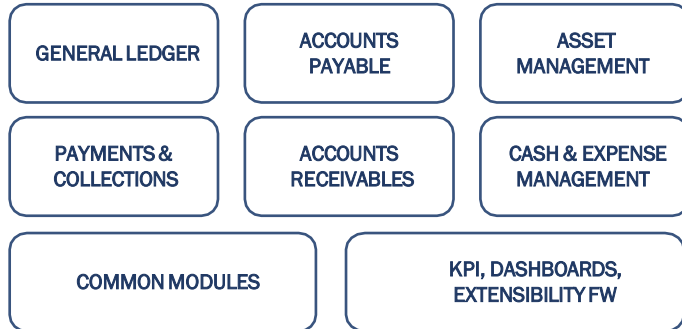 GENERAL LEDGER
ACCOUNTS
PAYABLE
ASSET
MANAGEMENT
PAYMENTS &
COLLECTIONS
ACCOUNTS
RECEIVABLES
CASH & EXPENSE
MANAGEMENT
COMMON MODULES
KPI, DASHBOARDS,
EXTENSIBILITY FW